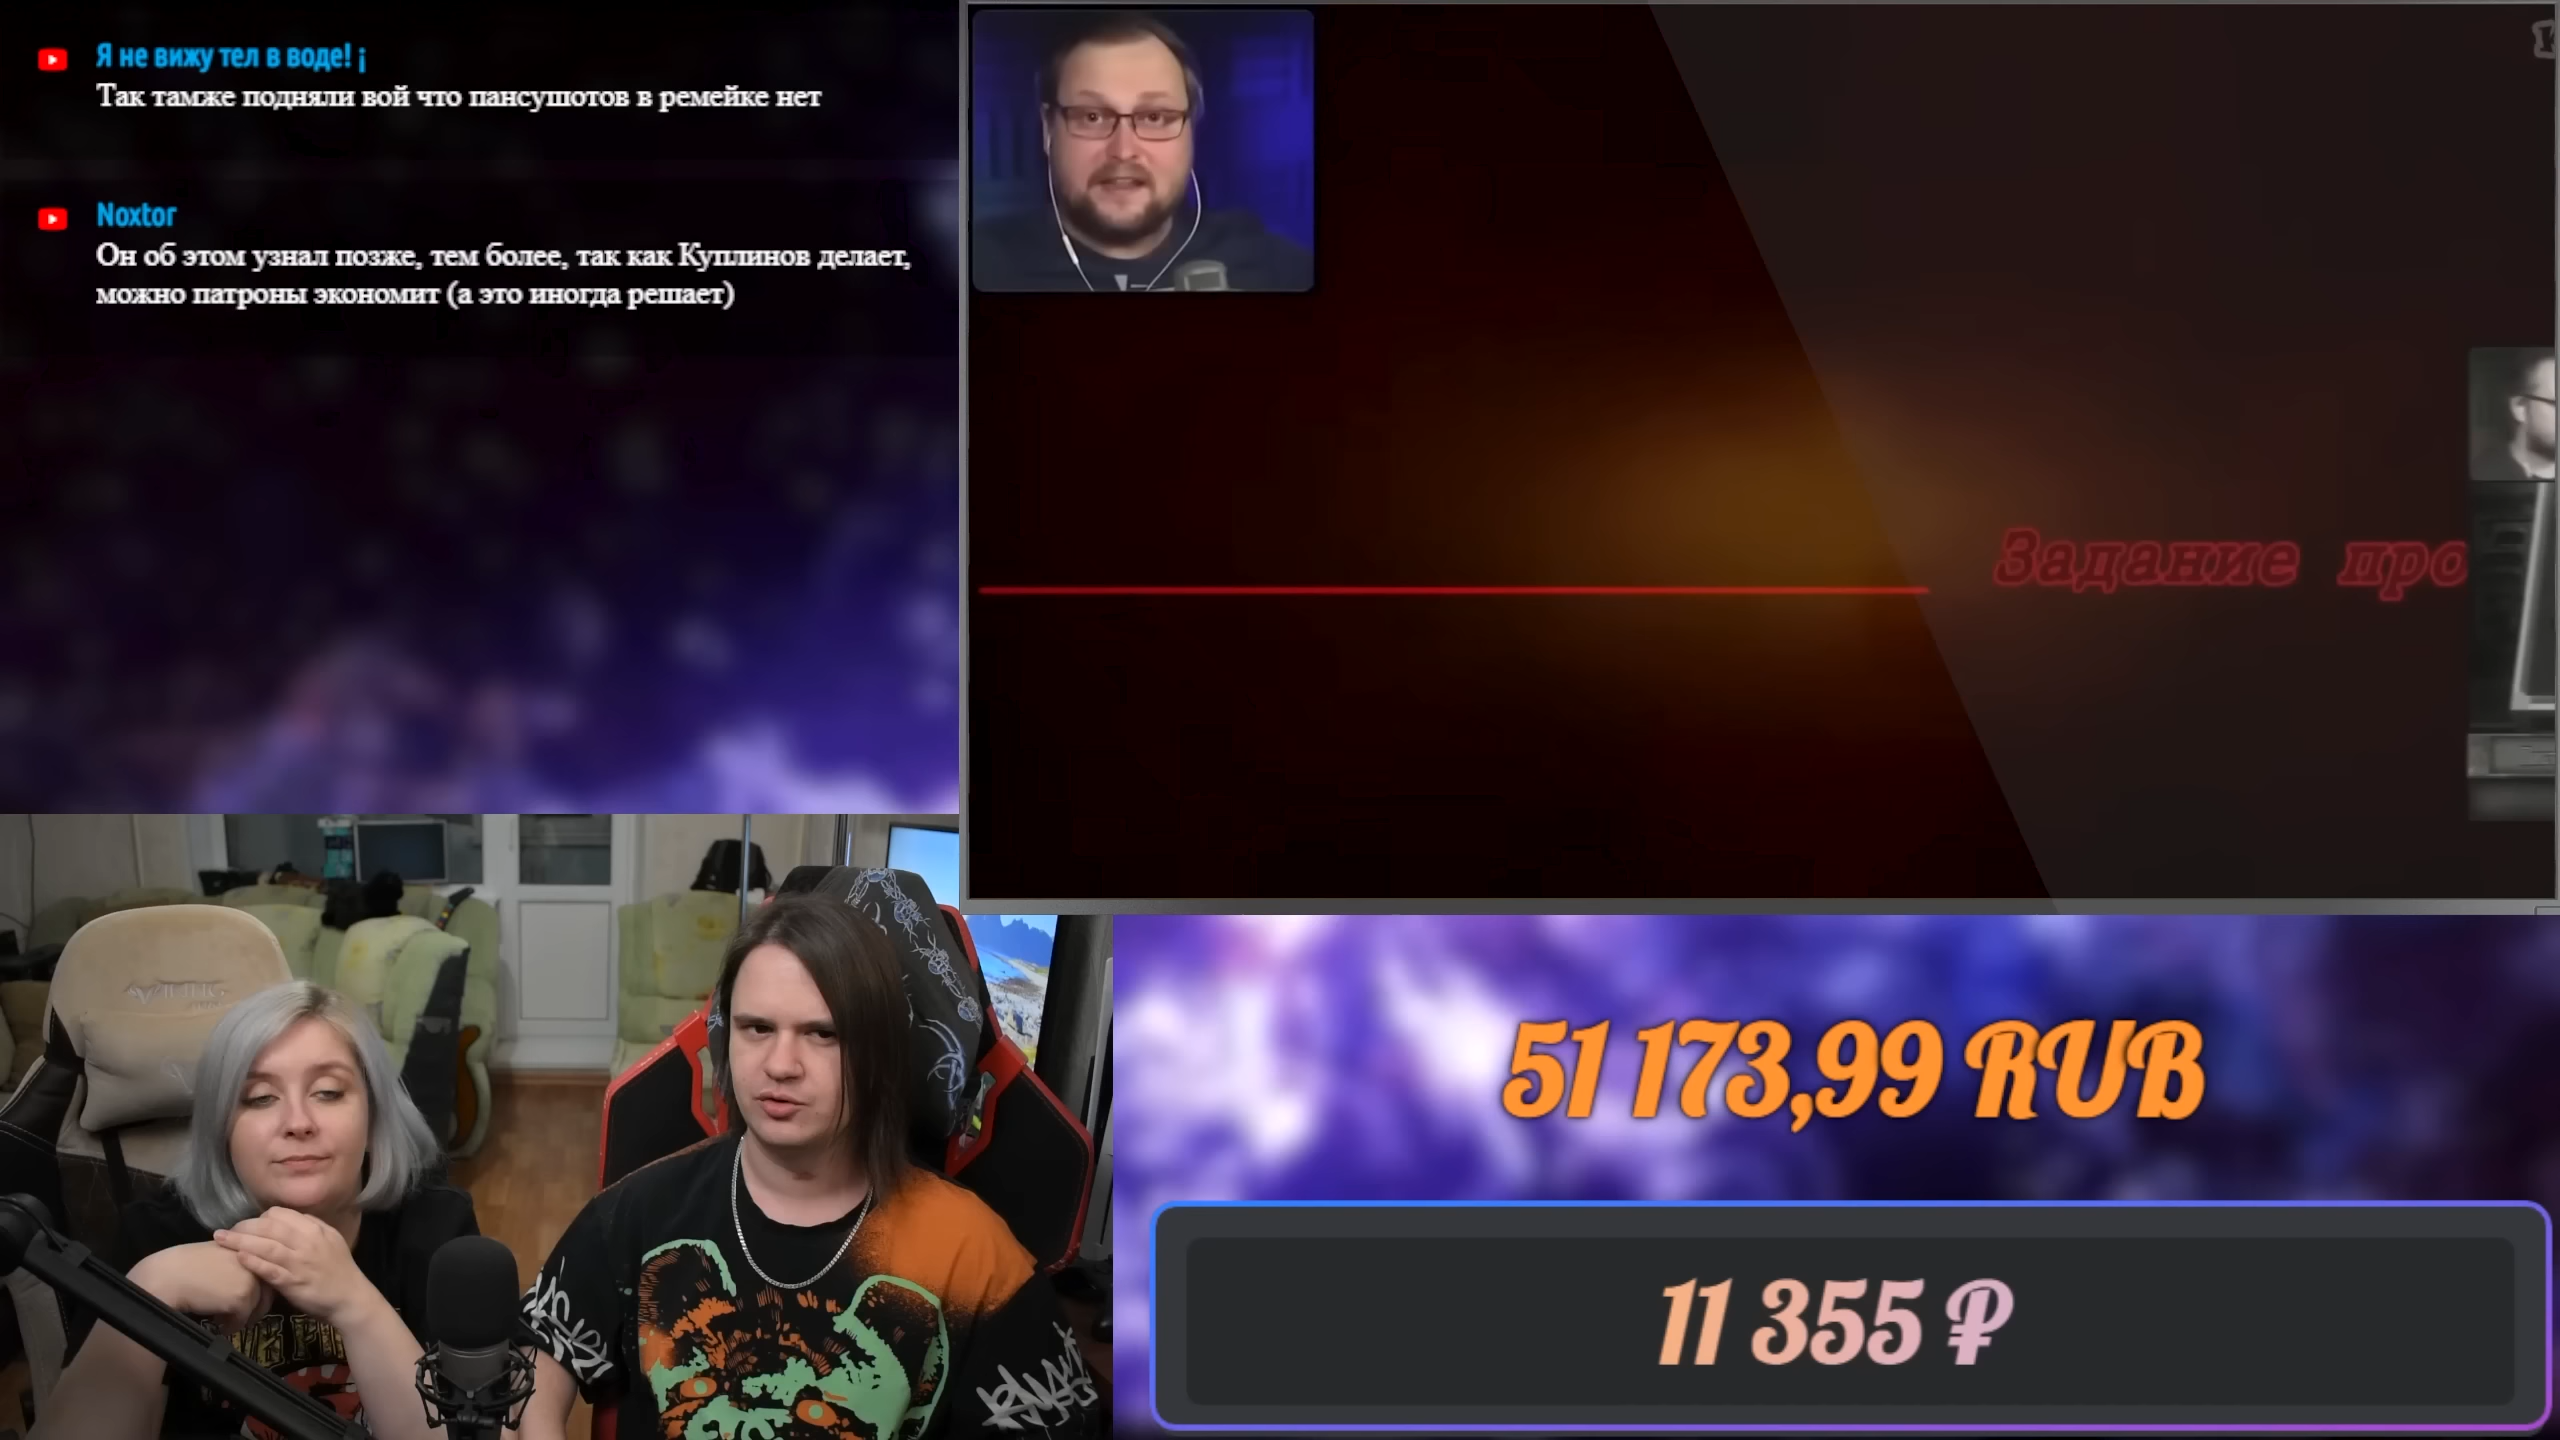 Я не вижу тел в воде! ¡
Так тамже подняли вой что пансушотов в ремейке нет
Noxtor
Он об этом узнал позже, тем более, так как Куплинов делает,
можно патроны экономит (а это иногда решает)
Задание про
51 173,99 RUB
11 355 ₽